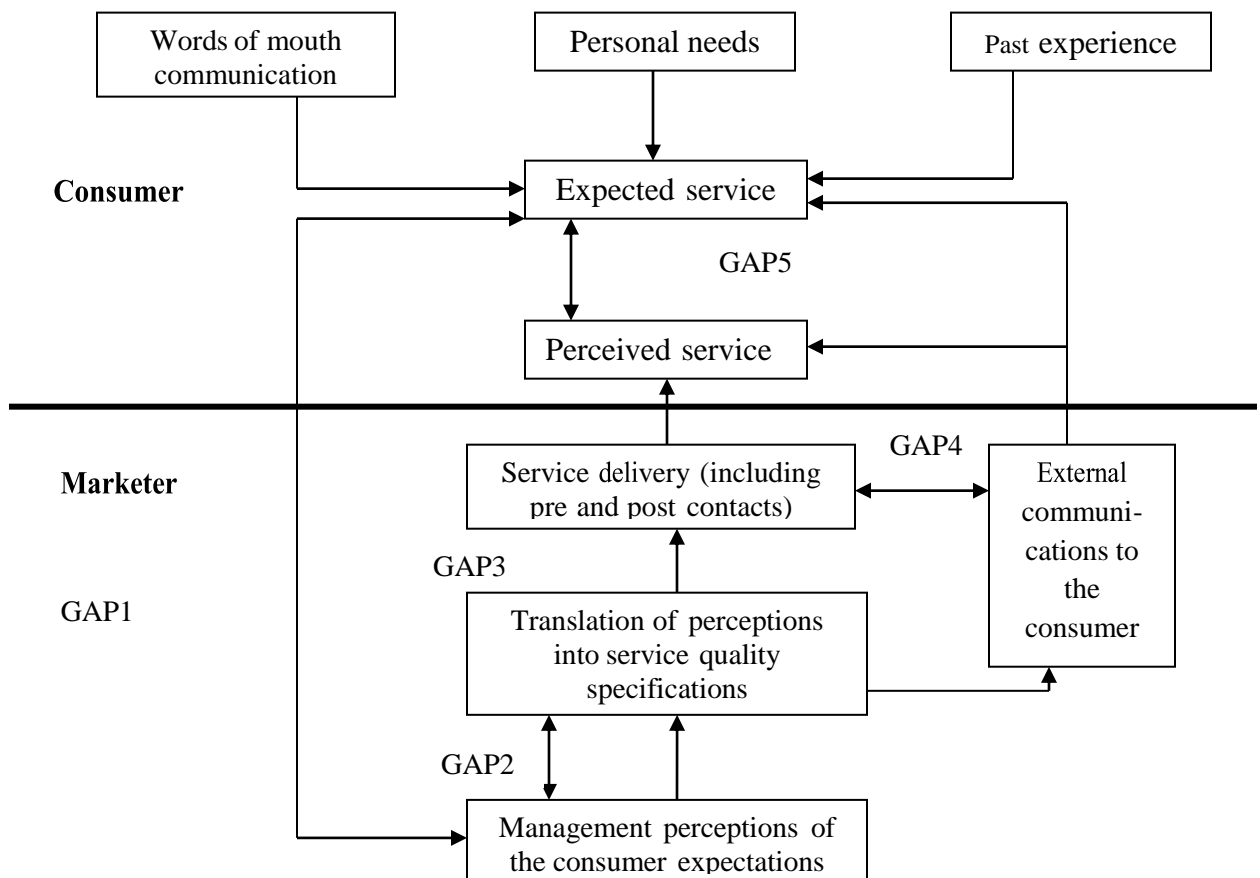 Words of mouth
communication
Personal needs
Past experience
Consumer
Expected service
GAP5
Perceived service
Marketer
Service delivery (including
pre and post contacts)
GAP4
External
communi-
cations to
the
consumer
GAP3
GAP1
Translation of perceptions
into service quality
specifications
GAP2
Management perceptions of
the consumer expectations